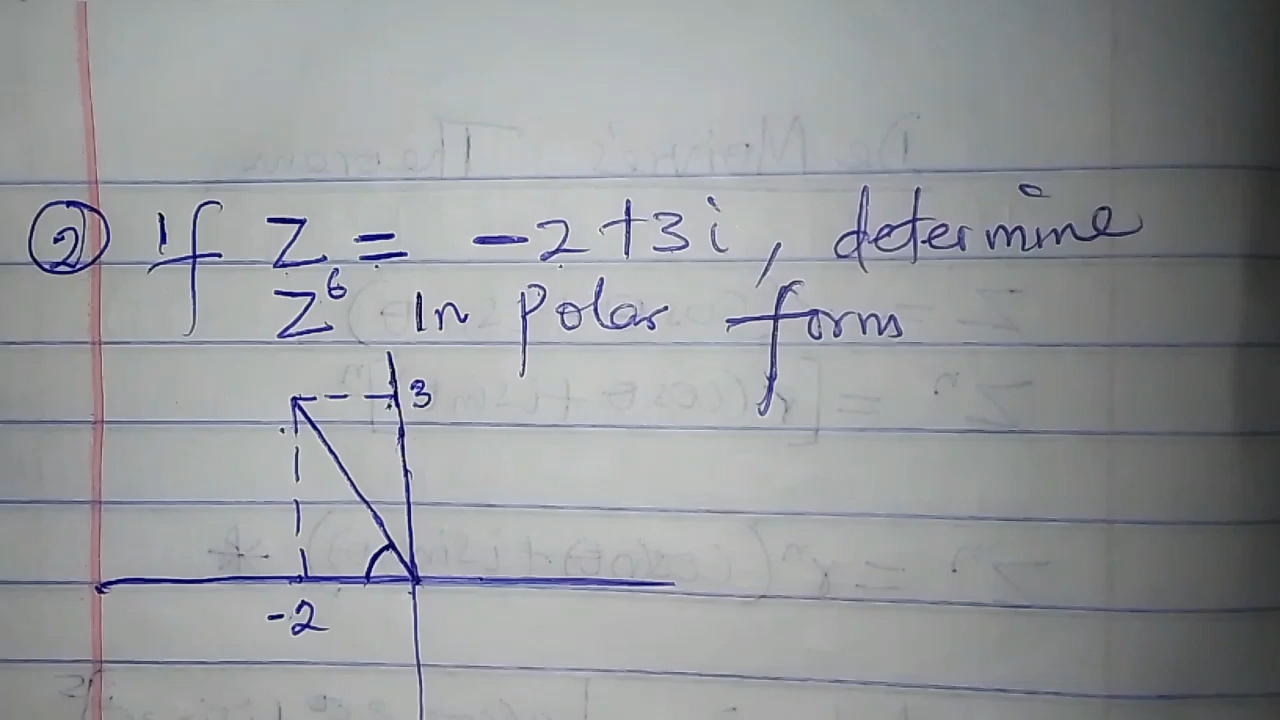 ② If Z = -2+3i, determine
Z⁶ in polar form
3
-2